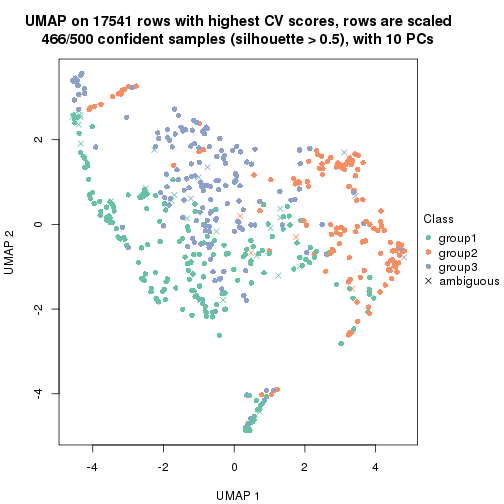 UMAP on 17541 rows with highest CV scores, rows are scaled
466/500 confident samples (silhouette > 0.5), with 10 PCs
2
0
-2
-4
UMAP 2
-4
-2
0
2
4
UMAP 1
Class
group1
group2
group3
ambiguous